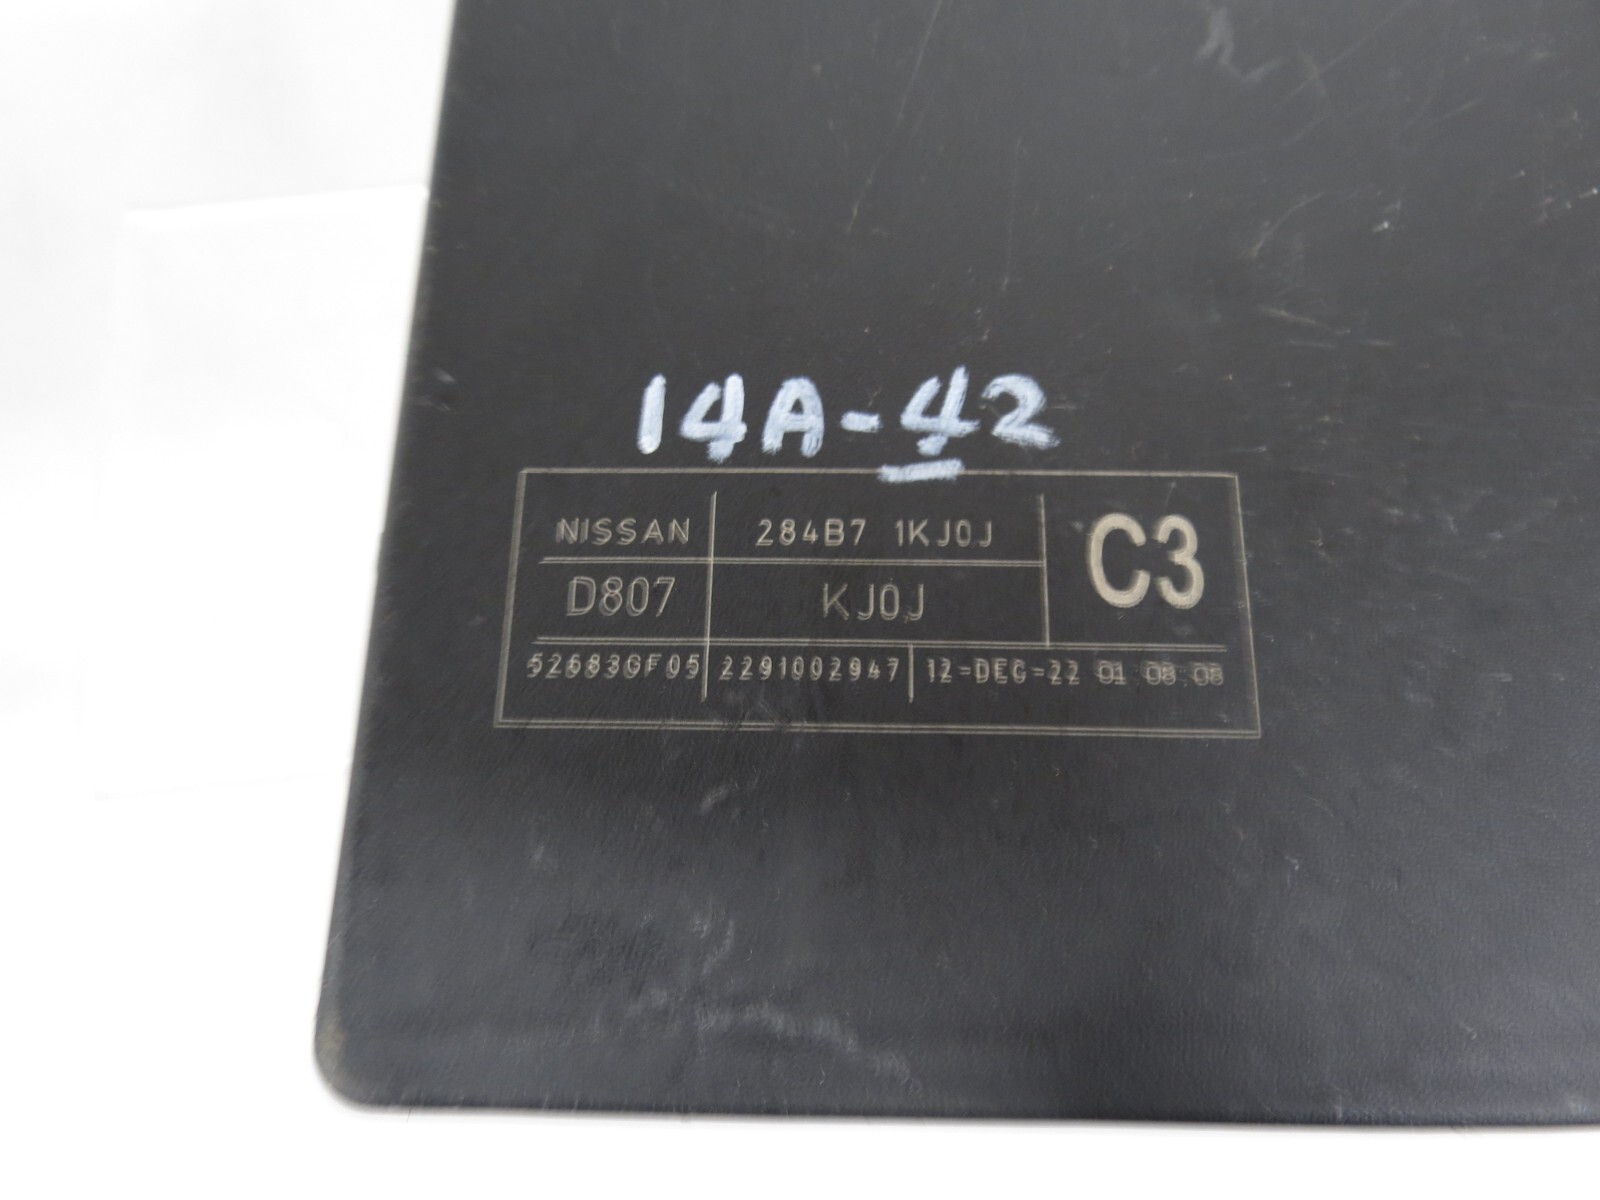 14A-42
NISSAN 284B7 1KJ0J C3
D807 KJ0J
52683GF05 2291002947 12-DEC-22 01 08 08